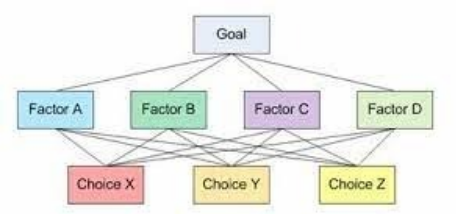 Goal
Factor A
Factor B
Factor C
Factor D
Choice X
Choice Y
Choice Z